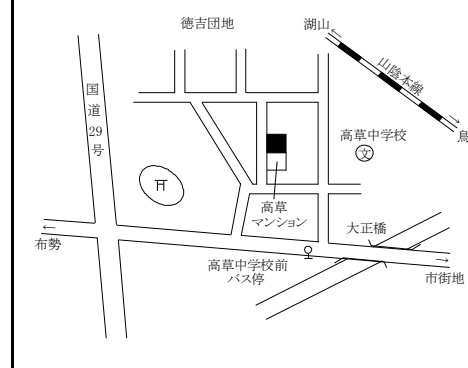 徳吉団地
湖山
山陰本線
鳥
国道29号
高草中学校
文
高草
マンション
大正橋
布勢
高草中学校前
バス停
市街地